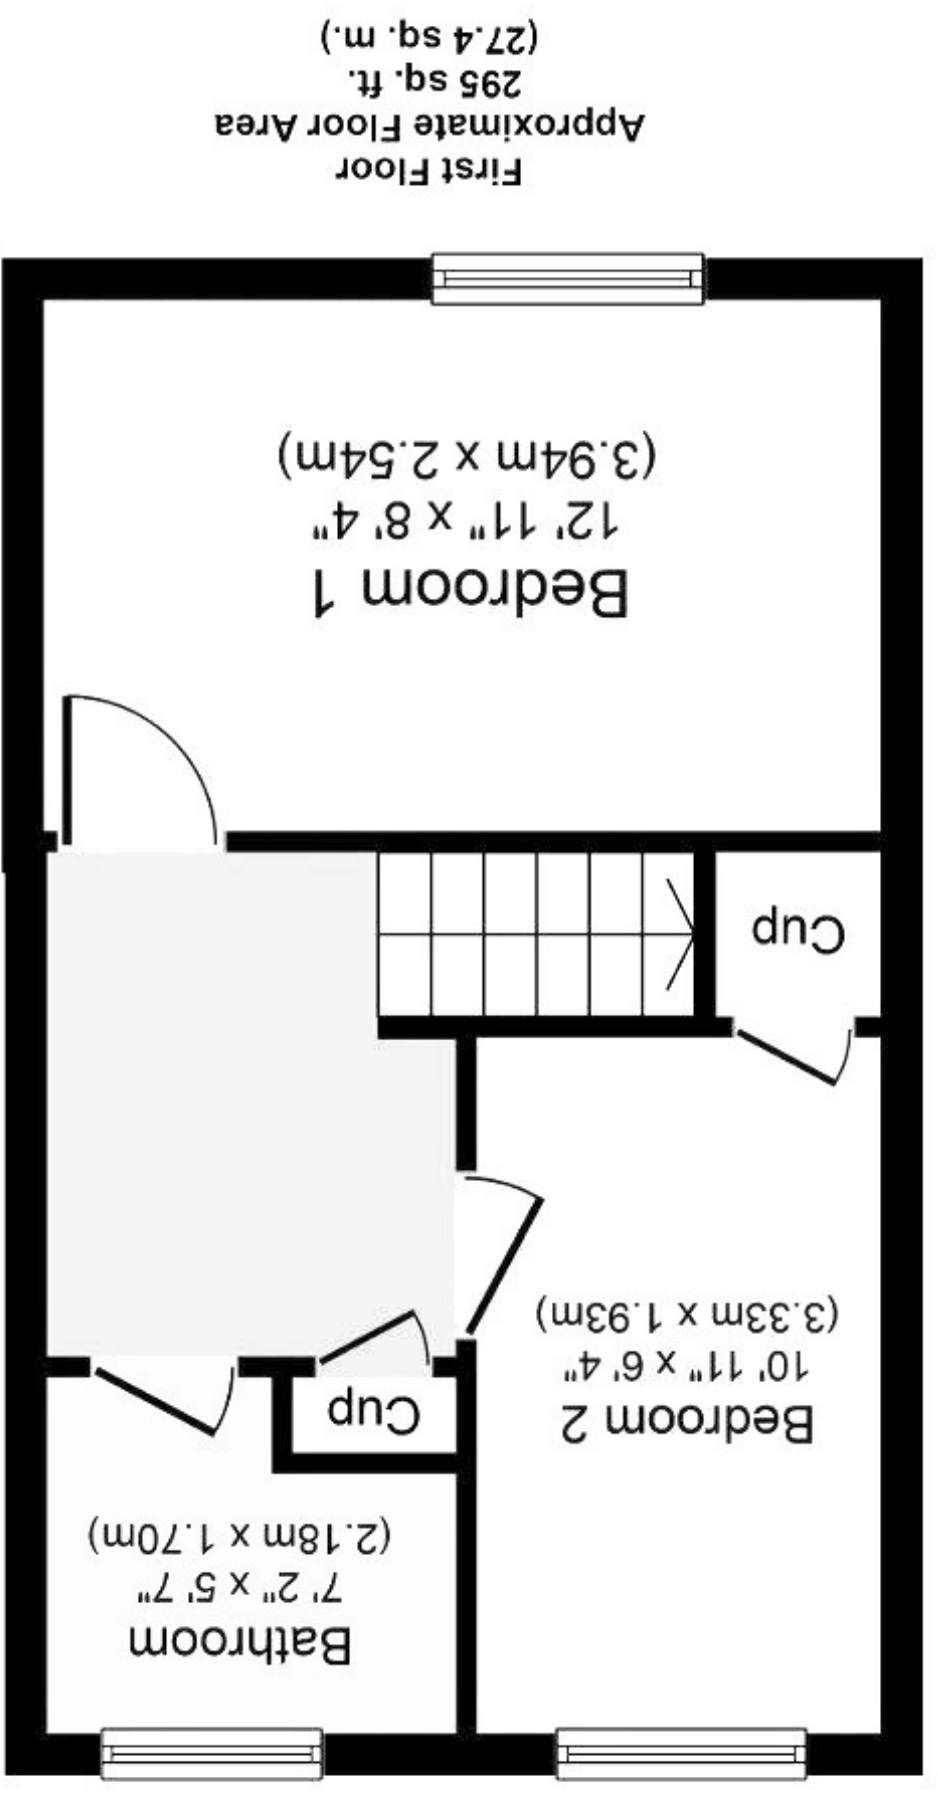 Bathroom
7' 2" x 5' 7"
(2.18m x 1.70m)
Bedroom 2
10' 11" x 6' 4"
(3.33m x 1.93m)
Cup
Cup
Bedroom 1
12' 11" x 8' 4"
(3.94m x 2.54m)
First Floor
Approximate Floor Area
295 sq. ft.
(27.4 sq. m.)